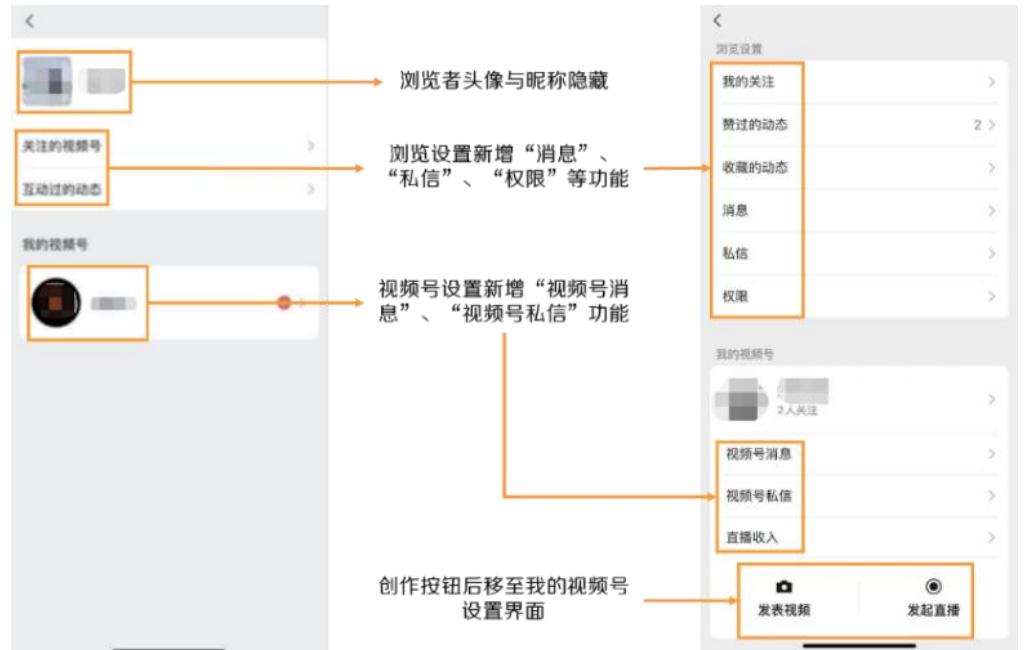 关注的视频号
互动过的动态
我的视频号
浏览者头像与昵称隐藏
浏览设置新增“消息”、
“私信”、“权限”等功能
视频号设置新增“视频号消
息”、“视频号私信”功能
创作按钮后移至我的视频号
设置界面
浏览设置
我的关注
赞过的动态 2
收藏的动态
消息
私信
权限
我的视频号
2人关注
视频号消息
视频号私信
直播收入
发表视频 发起直播